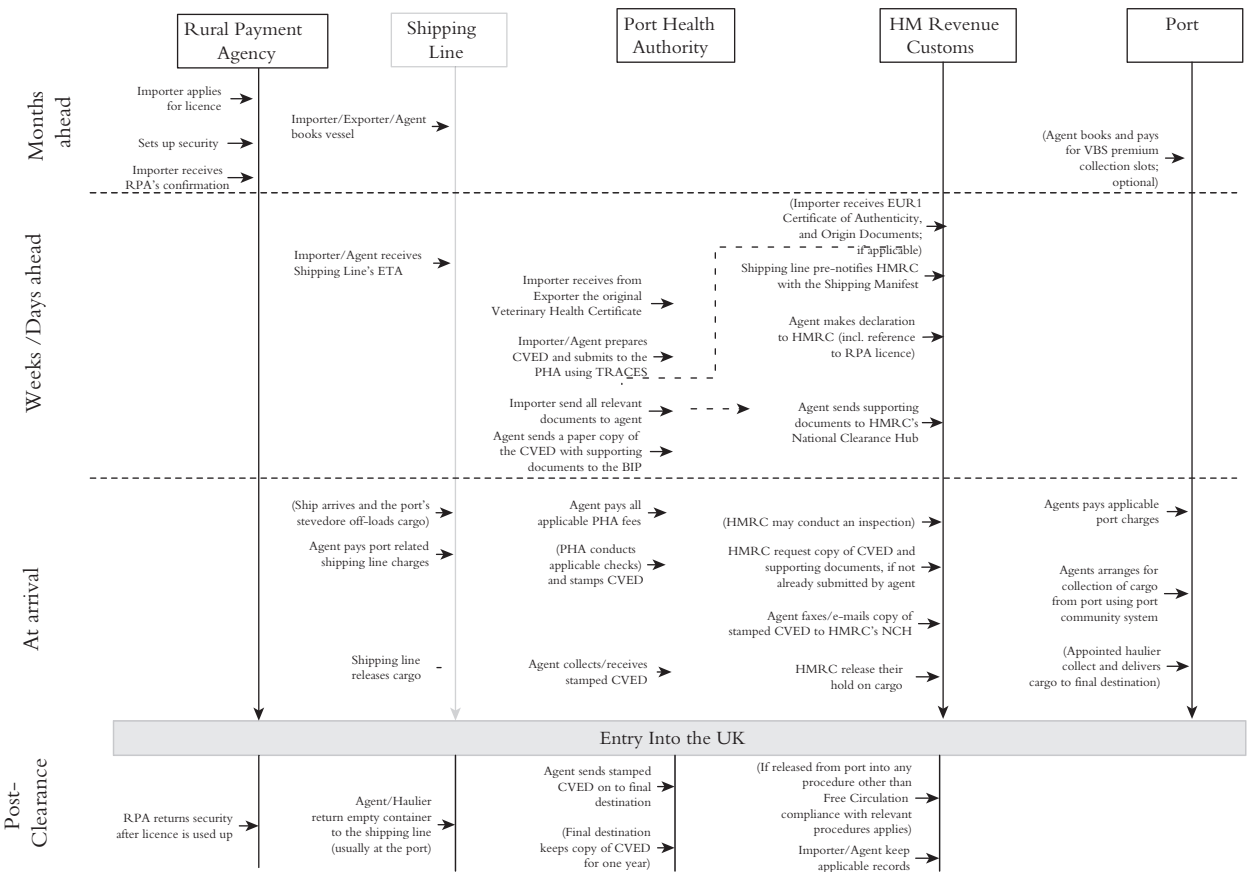 Rural Payment
Agency
Shipping
Line
Port Health
Authority
HM Revenue
Customs
Port
Months
ahead
Importer applies
for licence
Sets up security
Importer receives
RPA's confirmation
Importer/Exporter/Agent
books vessel
(Agent books and pays
for VBS premium
collection slots;
optional)
Weeks /Days ahead
Importer/Agent receives
Shipping Line's ETA
Importer receives from
Exporter the original
Veterinary Health Certificate
Importer/Agent prepares
CVED and submits to the
PHA using TRACES
Importer send all relevant
documents to agent
Agent sends a paper copy of
the CVED with supporting
documents to the BIP
(Importer receives EUR1
Certificate of Authenticity,
and Origin Documents;
if applicable)
Shipping line pre-notifies HMRC
with the Shipping Manifest
Agent makes declaration
to HMRC (incl. reference
to RPA licence)
Agent sends supporting
documents to HMRC's
National Clearance Hub
At arrival
(Ship arrives and the port's
stevedore off-loads cargo)
Agent pays port related
shipping line charges
Shipping line
releases cargo
Agent pays all
applicable PHA fees
(PHA conducts
applicable checks)
and stamps CVED
Agent collects/receives
stamped CVED
(HMRC may conduct an inspection)
HMRC request copy of CVED and
supporting documents, if not
already submitted by agent
Agent faxes/e-mails copy of
stamped CVED to HMRC's NCH
HMRC release their
hold on cargo
Agents pays applicable
port charges
Agents arranges for
collection of cargo
from port using port
community system
(Appointed haulier
collect and delivers
cargo to final destination)
Entry Into the UK
Post-
Clearance
RPA returns security
after licence is used up
Agent/Haulier
return empty container
to the shipping line
(usually at the port)
Agent sends stamped
CVED on to final
destination
(Final destination
keeps copy of CVED
for one year)
(If released from port into any
procedure other than
Free Circulation
compliance with relevant
procedures applies)
Importer/Agent keep
applicable records